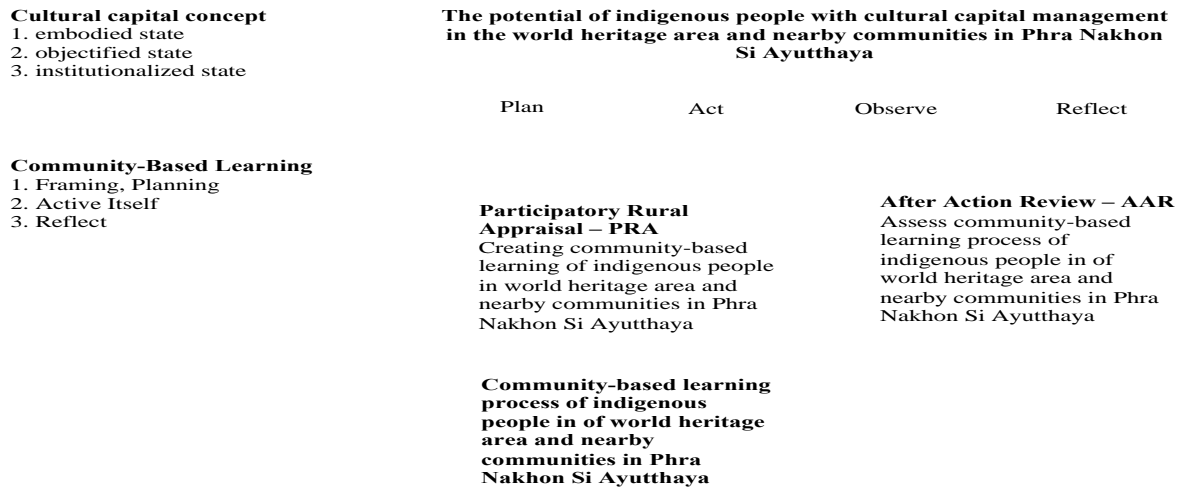 Cultural capital concept
1. embodied state
2. objectified state
3. institutionalized state
The potential of indigenous people with cultural capital management
in the world heritage area and nearby communities in Phra Nakhon
Si Ayutthaya
Plan
Act
Observe
Reflect
Community-Based Learning
1. Framing, Planning
2. Active Itself
3. Reflect
Participatory Rural
Appraisal – PRA
Creating community-based
learning of indigenous people
in world heritage area and
nearby communities in Phra
Nakhon Si Ayutthaya
After Action Review – AAR
Assess community-based
learning process of
indigenous people in of
world heritage area and
nearby communities in Phra
Nakhon Si Ayutthaya
Community-based learning
process of indigenous
people in of world heritage
area and nearby
communities in Phra
Nakhon Si Ayutthaya